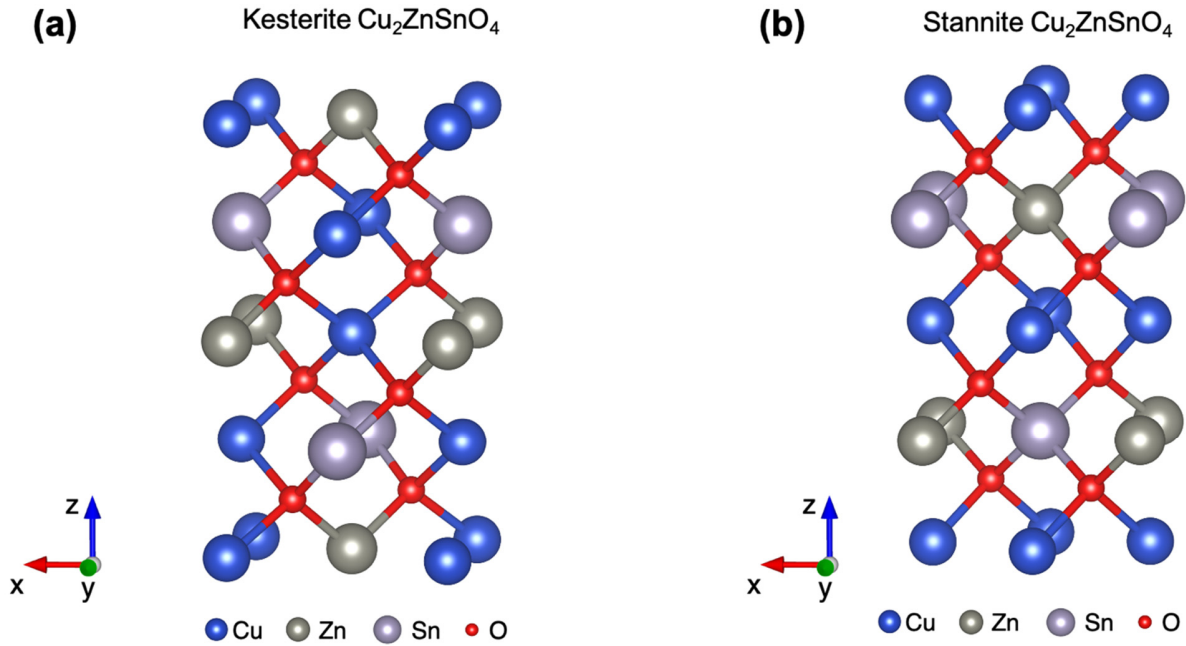 (a) Kesterite Cu₂ZnSnO₄
(b) Stannite Cu₂ZnSnO₄
z
x
y
z
x
y
Cu Zn Sn O
Cu Zn Sn O